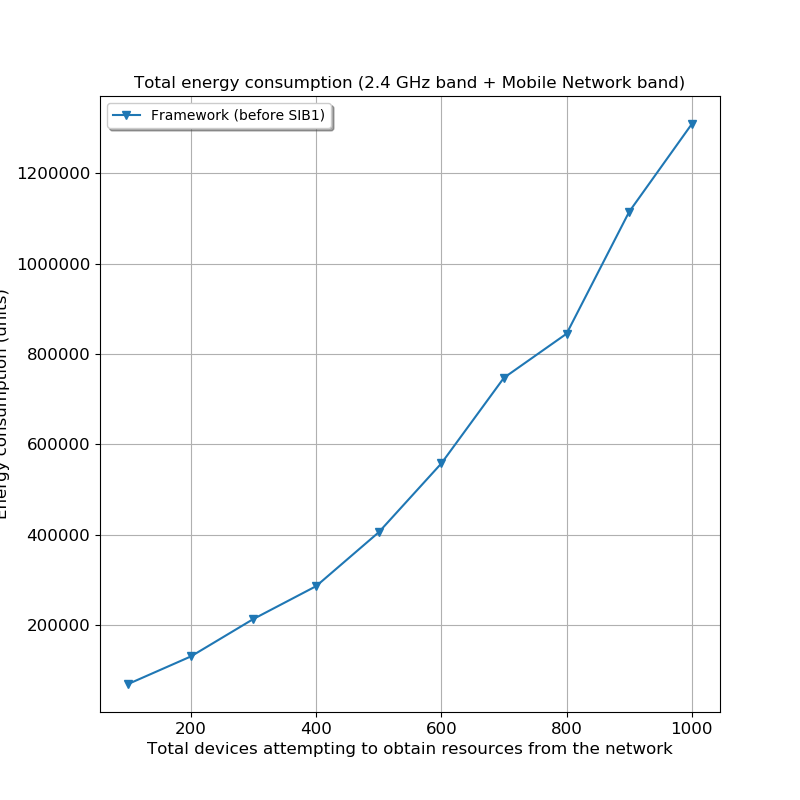 Total energy consumption (2.4 GHz band + Mobile Network band)
Framework (before SIB1)
1200000
1000000
800000
600000
400000
200000
Energy consumption (units)
200 400 600 800 1000
Total devices attempting to obtain resources from the network